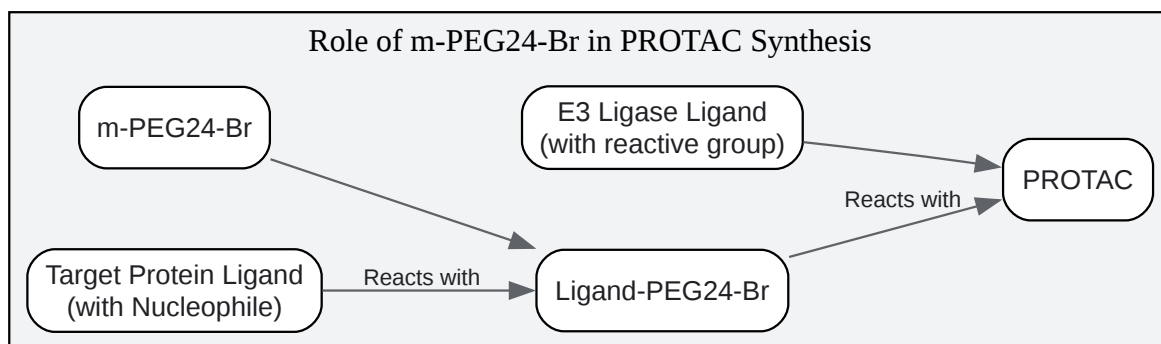 Role of m-PEG24-Br in PROTAC Synthesis
m-PEG24-Br
E3 Ligase Ligand
(with reactive group)
PROTAC
Reacts with
Target Protein Ligand
(with Nucleophile)
Reacts with
Ligand-PEG24-Br